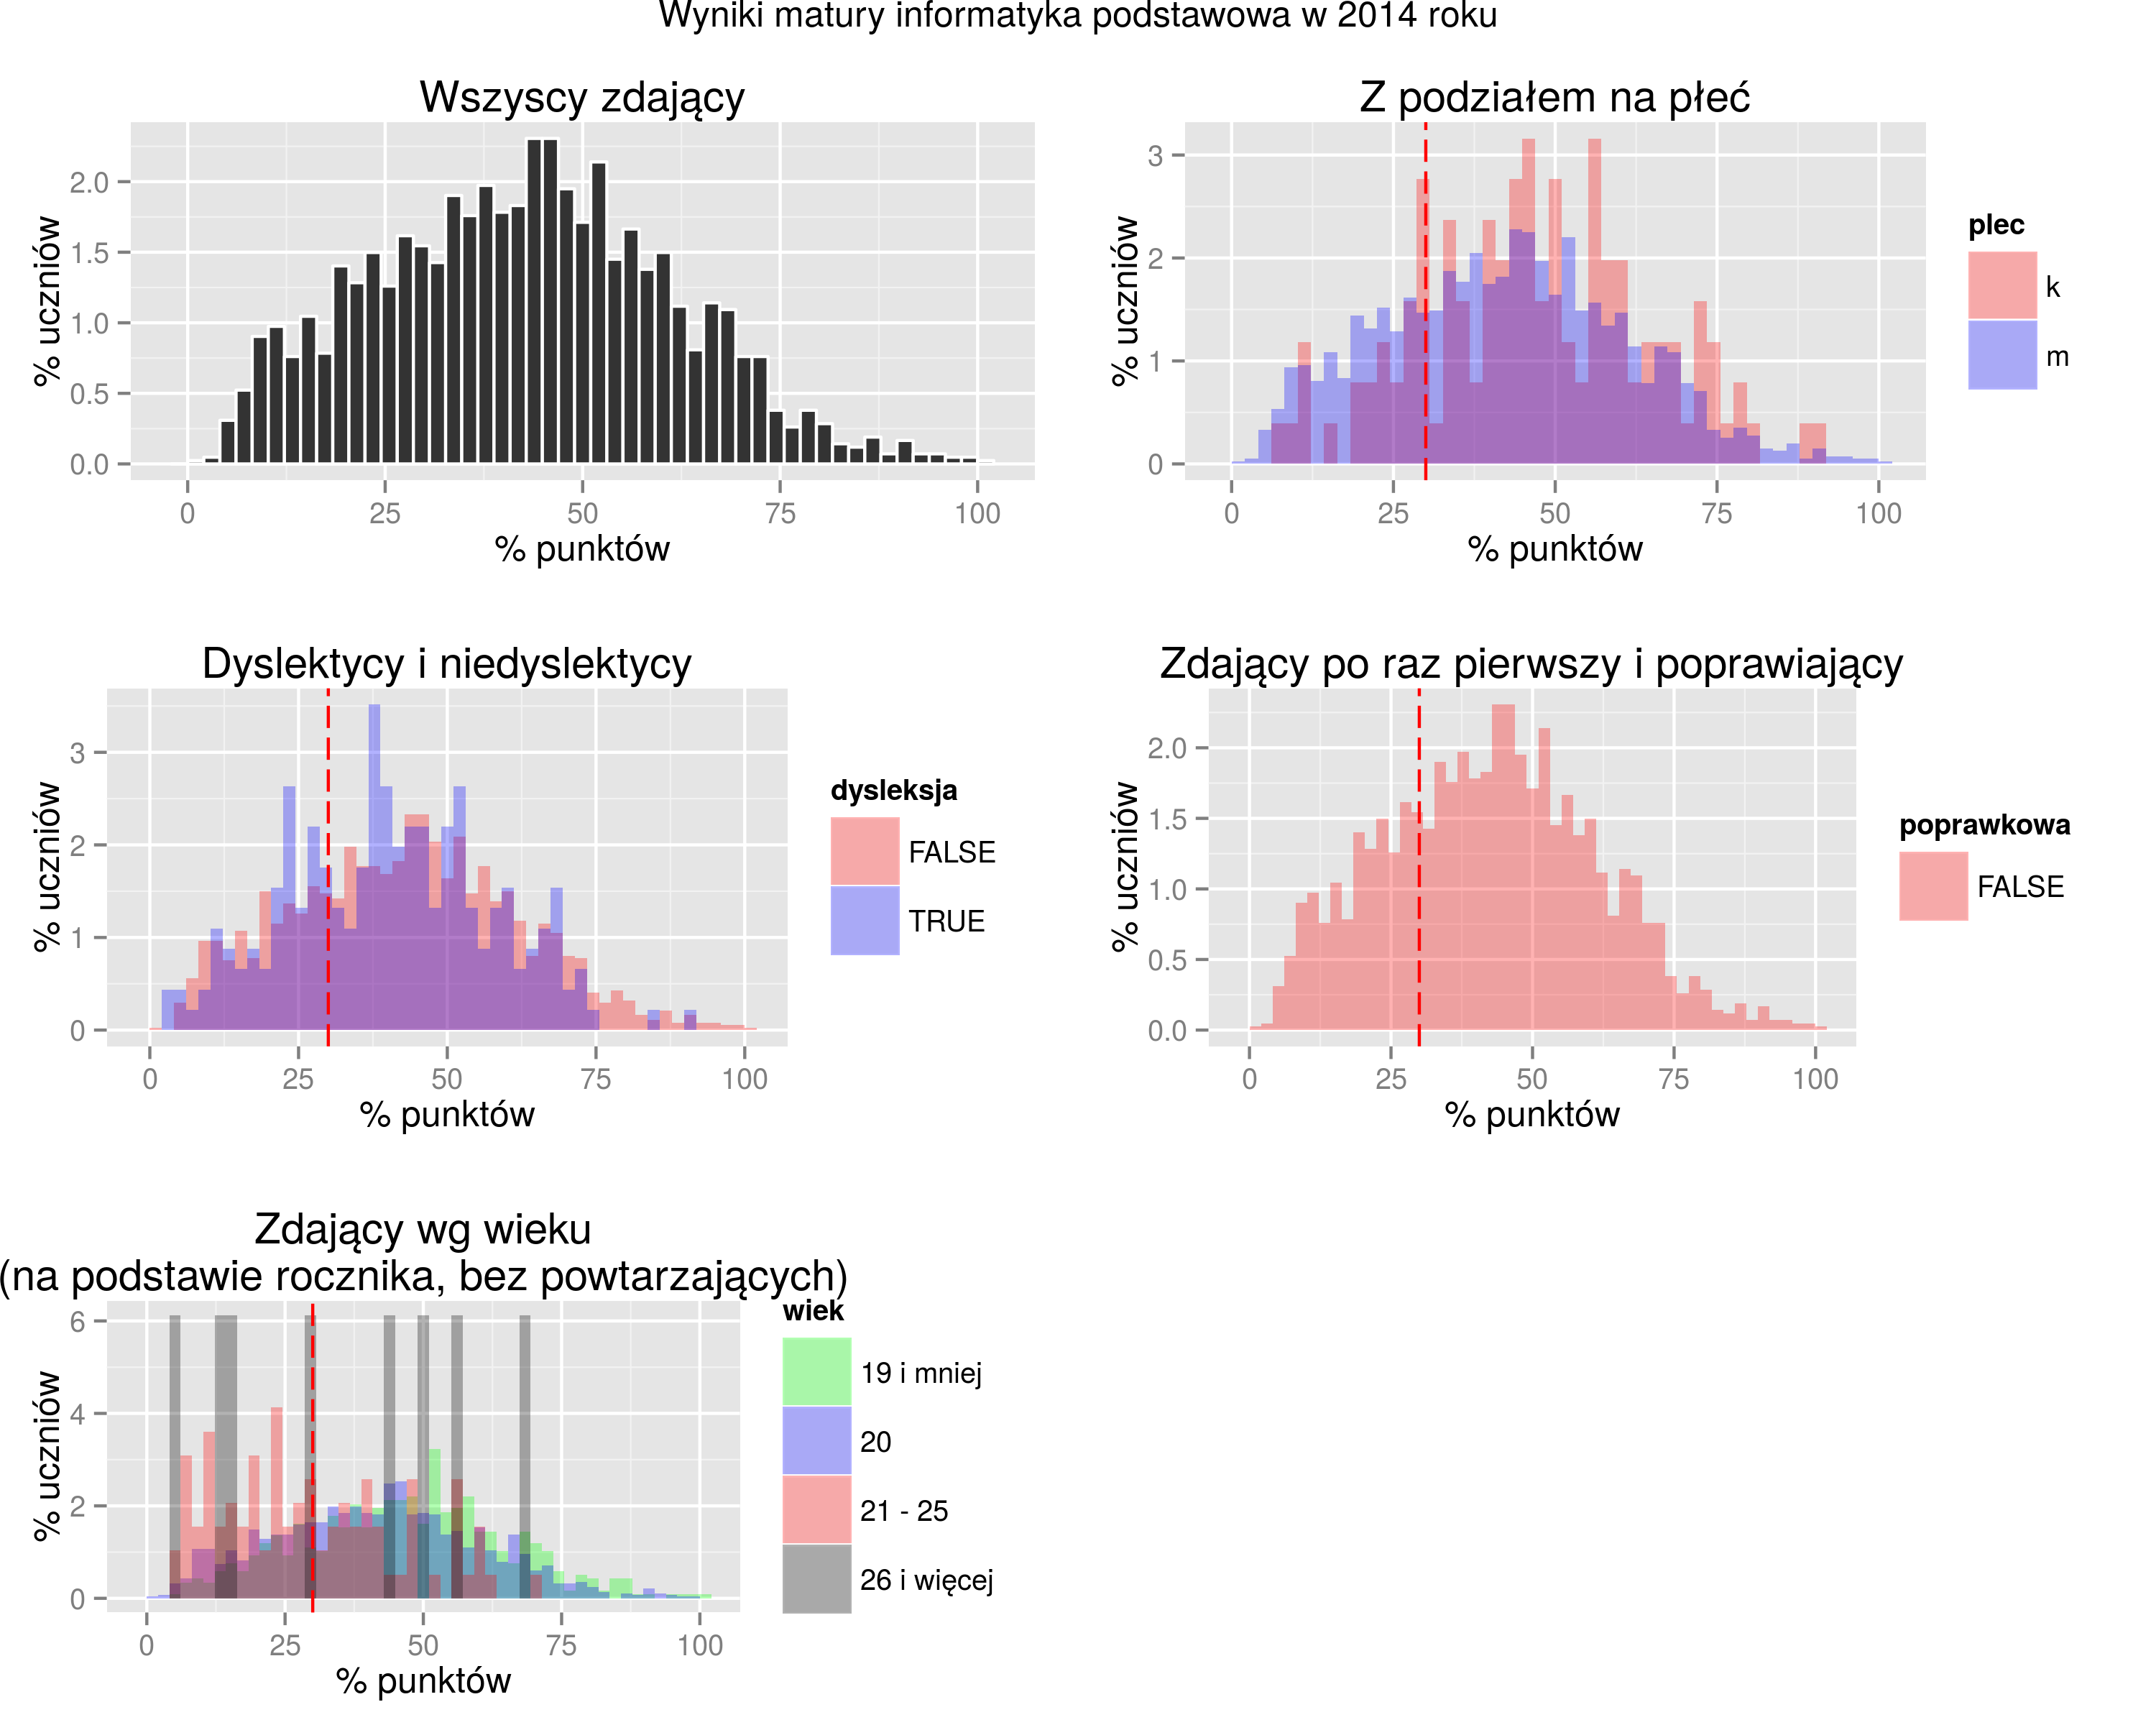 Wyniki matury informatyka podstawowa w 2014 roku
Wszyscy zdający
% uczniów
2.0
1.5
1.0
0.5
0.0
0 25 50 75 100
% punktów
Z podziałem na płeć
% uczniów
3
2
1
0
0 25 50 75 100
% punktów
plec
k
m
Dyslektycy i niedyslektycy
% uczniów
3
2
1
0
0 25 50 75 100
% punktów
dysleksja
FALSE
TRUE
Zdający po raz pierwszy i poprawiający
% uczniów
2.0
1.5
1.0
0.5
0.0
0 25 50 75 100
% punktów
poprawkowa
FALSE
Zdający wg wieku
(na podstawie rocznika, bez powtarzających)
% uczniów
6
4
2
0
0 25 50 75 100
% punktów
wiek
19 i mniej
20
21 - 25
26 i więcej